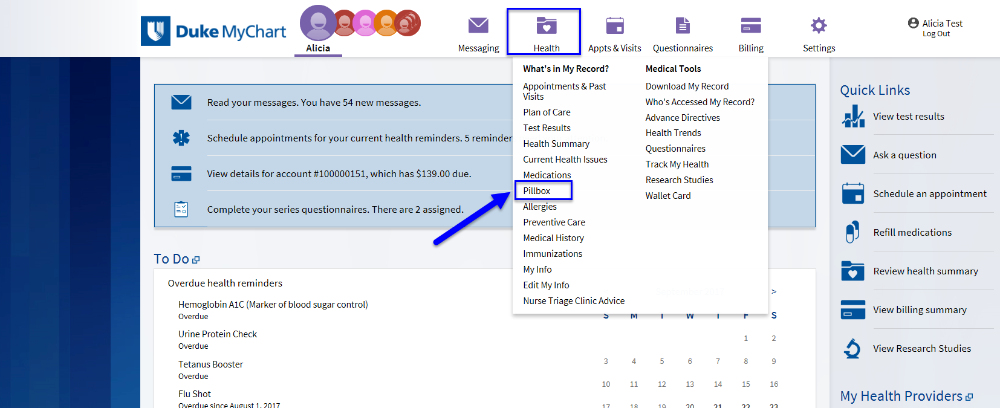 Duke MyChart
Alicia
Messaging
Health
Appts & Visits
Questionnaires
Billing
Settings
Alicia Test
Log Out
What's in My Record?
Appointments & Past
Visits
Plan of Care
Test Results
Health Summary
Current Health Issues
Medications
Pillbox
Allergies
Preventive Care
Medical History
Immunizations
My Info
Edit My Info
Nurse Triage Clinic Advice
Medical Tools
Download My Record
Who's Accessed My Record?
Advance Directives
Health Trends
Questionnaires
Track My Health
Research Studies
Wallet Card
Read your messages. You have 54 new messages.
Schedule appointments for your current health reminders. 5 reminder
View details for account #100000151, which has $139.00 due.
Complete your series questionnaires. There are 2 assigned.
To Do
Overdue health reminders
Hemoglobin A1C (Marker of blood sugar control)
Overdue
Urine Protein Check
Overdue
Tetanus Booster
Overdue
Flu Shot
Overdue since August 1, 2017
>
S M T W T F S
1 2
3 4 5 6 7 8 9
10 11 12 13 14 15 16
17 18 19 20 21 22 23
Quick Links
View test results
Ask a question
Schedule an appointment
Refill medications
Review health summary
View billing summary
View Research Studies
My Health Providers